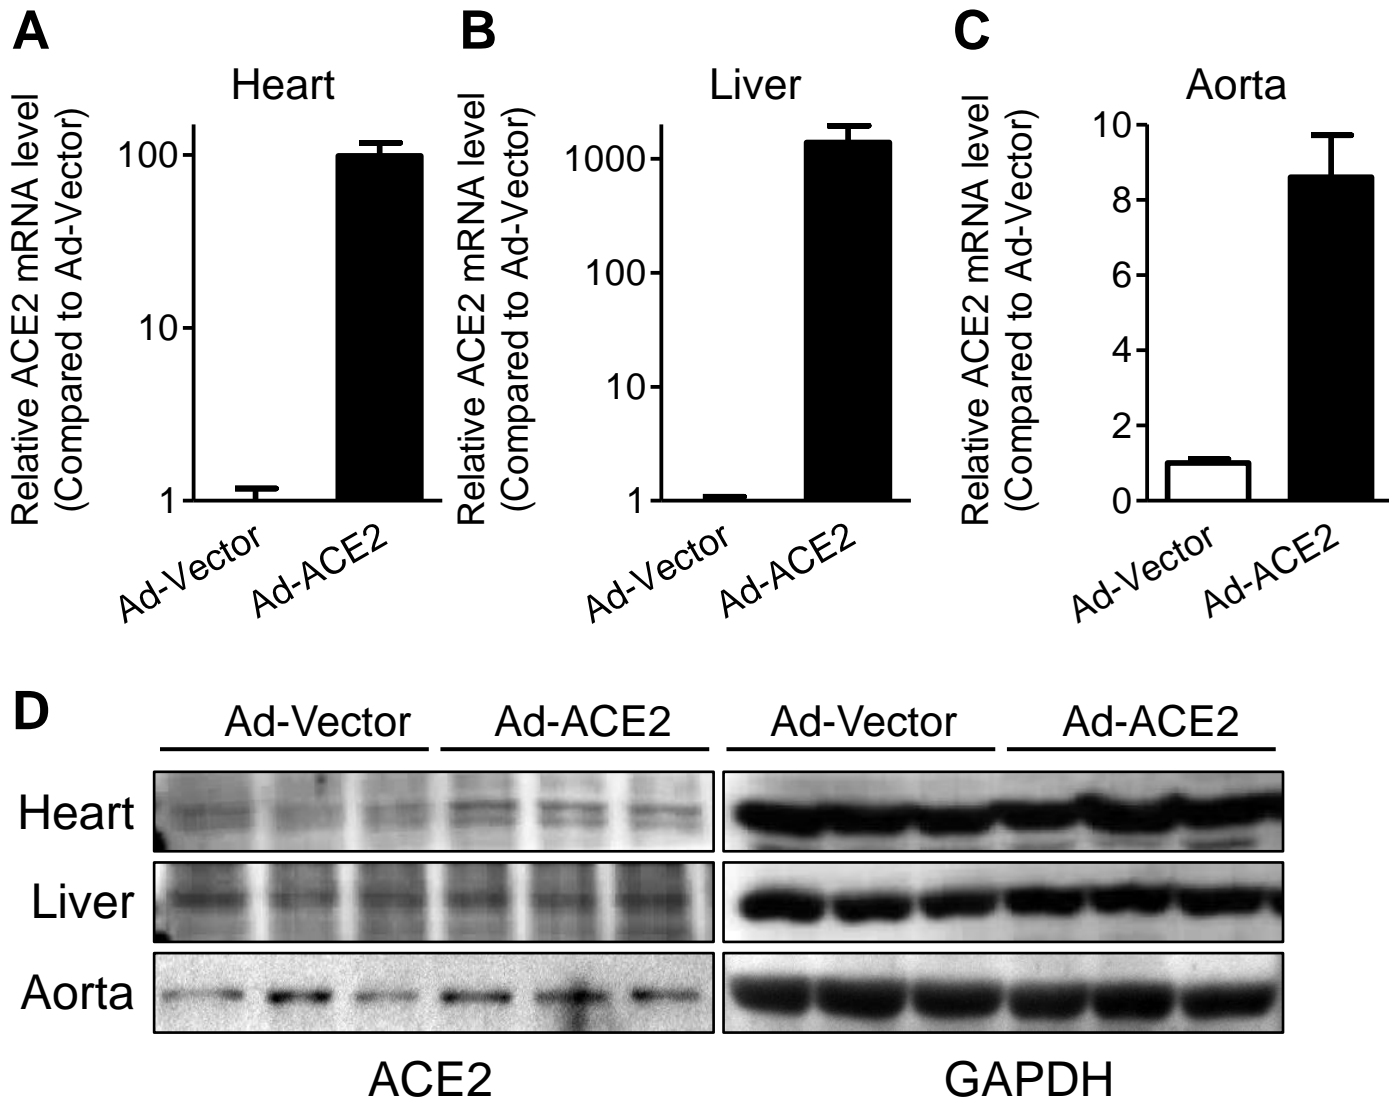 A
Heart
Relative ACE2 mRNA level
(Compared to Ad-Vector)
100
10
1
Ad-Vector
Ad-ACE2
B
Liver
Relative ACE2 mRNA level
(Compared to Ad-Vector)
1000
100
10
1
Ad-Vector
Ad-ACE2
C
Aorta
Relative ACE2 mRNA level
(Compared to Ad-Vector)
10
8
6
4
2
0
Ad-Vector
Ad-ACE2
D
Ad-Vector Ad-ACE2 Ad-Vector Ad-ACE2
Heart
Liver
Aorta
ACE2 GAPDH